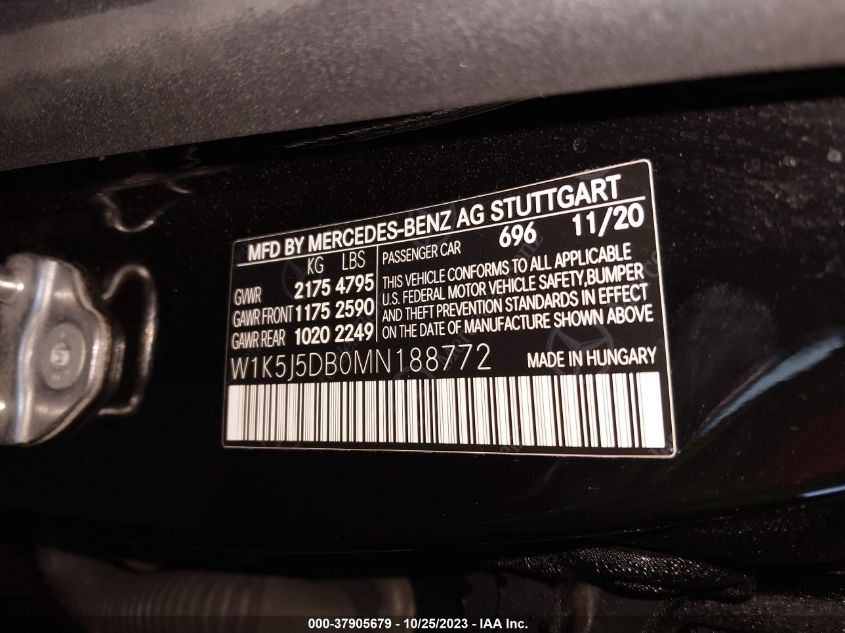 MFD BY MERCEDES-BENZ AG STUTTGART
KG LBS
GVWR 2175 4795
GAWR FRONT 1175 2590
GAWR REAR 1020 2249
PASSENGER CAR 696 11/20
THIS VEHICLE CONFORMS TO ALL APPLICABLE
U.S. FEDERAL MOTOR VEHICLE SAFETY,BUMPER
AND THEFT PREVENTION STANDARDS IN EFFECT
ON THE DATE OF MANUFACTURE SHOWN ABOVE
W1K5J5DB0MN188772 MADE IN HUNGARY
000-37905679 - 10/25/2023 - IAA Inc.